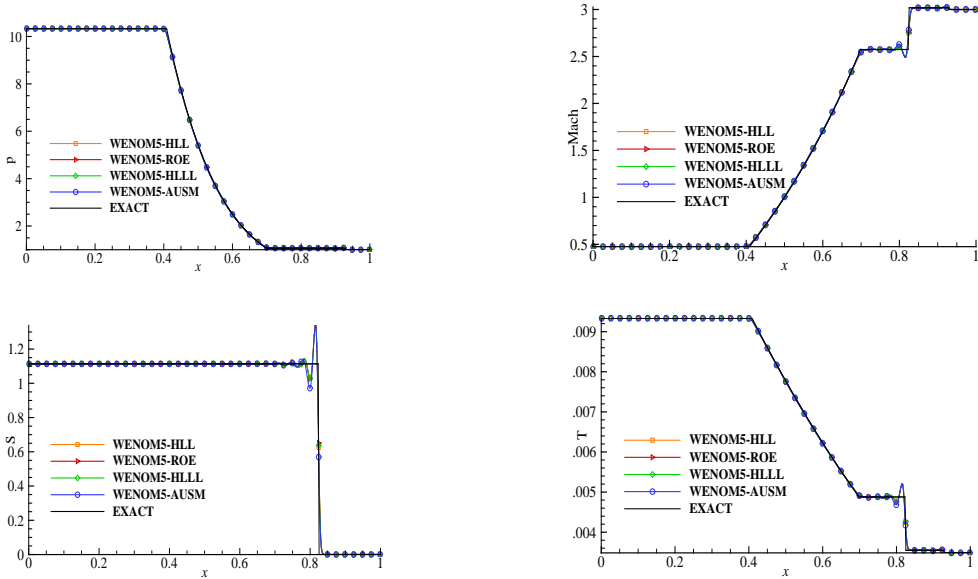 10
8
6
4
2
p
WENOM5-HLL
WENOM5-ROE
WENOM5-HLLL
WENOM5-AUSM
EXACT
0 0.2 0.4 0.6 0.8 1
x
3
2.5
2
1.5
1
0.5
Mach
WENOM5-HLL
WENOM5-ROE
WENOM5-HLLL
WENOM5-AUSM
EXACT
0 0.2 0.4 0.6 0.8 1
x
1.2
1
0.8
0.6
0.4
0.2
0
S
WENOM5-HLL
WENOM5-ROE
WENOM5-HLLL
WENOM5-AUSM
EXACT
0 0.2 0.4 0.6 0.8 1
x
.009
.008
.007
.006
.005
.004
T
WENOM5-HLL
WENOM5-ROE
WENOM5-HLLL
WENOM5-AUSM
EXACT
0 0.2 0.4 0.6 0.8 1
x